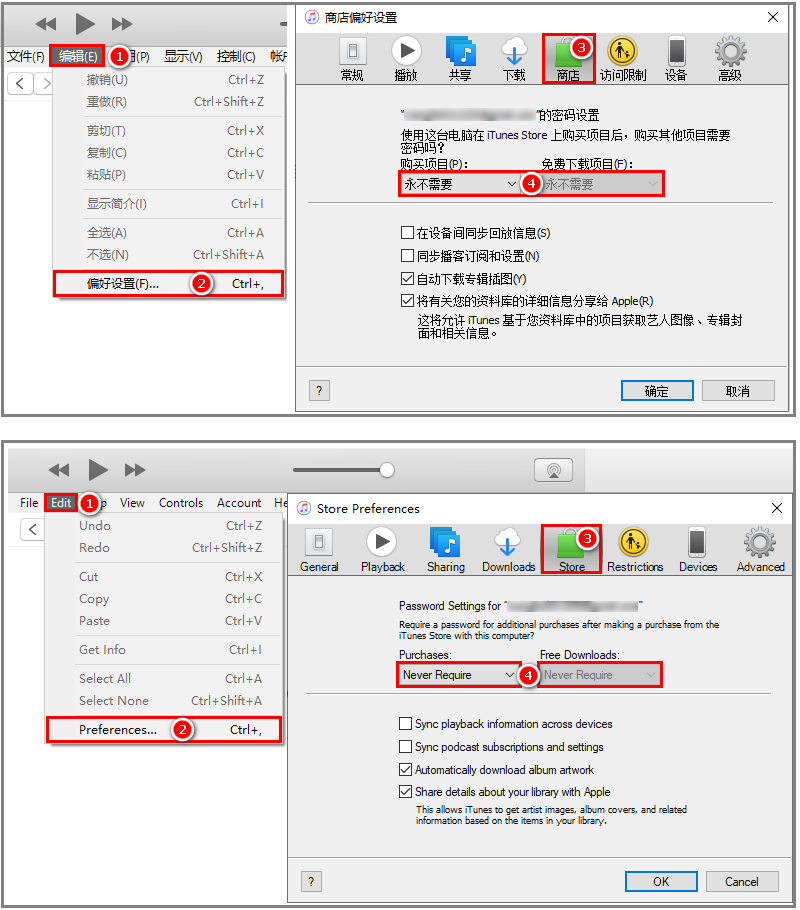 文件(F) 编辑(E) 1 (P) 显示(V) 控制(C) 帐户
撤销(U) Ctrl+Z
重做(R) Ctrl+Shift+Z
剪切(T) Ctrl+X
复制(C) Ctrl+C
粘贴(P) Ctrl+V
显示简介(I) Ctrl+I
全选(A) Ctrl+A
不选(N) Ctrl+Shift+A
偏好设置(F)... 2 Ctrl+,
商店偏好设置
3
常规 播放 共享 下载 商店 访问限制 设备 高级
"
"的密码设置
使用这台电脑在 iTunes Store 上购买项目后，购买其他项目需要
密码吗？
购买项目(P): 免费下载项目(F):
永不需要 4 永不需要
在设备间同步回放信息(S)
同步播客订阅和设置(N)
自动下载专辑插图(Y)
将有关您的资料库的详细信息分享给 Apple(R)
这将允许 iTunes 基于您资料库中的项目获取艺人图像、专辑封
面和相关信息。
? 确定 取消
File Edit 1 p View Controls Account He
Undo Ctrl+Z
Redo Ctrl+Shift+Z
Cut Ctrl+X
Copy Ctrl+C
Paste Ctrl+V
Get Info Ctrl+I
Select All Ctrl+A
Select None Ctrl+Shift+A
Preferences... 2 Ctrl+,
Store Preferences
3
General Playback Sharing Downloads Store Restrictions Devices Advanced
Password Settings for "
"
Require a password for additional purchases after making a purchase from the
iTunes Store with this computer?
Purchases: Free Downloads:
Never Require 4 Never Require
Sync playback information across devices
Sync podcast subscriptions and settings
Automatically download album artwork
Share details about your library with Apple
This allows iTunes to get artist images, album covers, and related
information based on the items in your library.
? OK Cancel